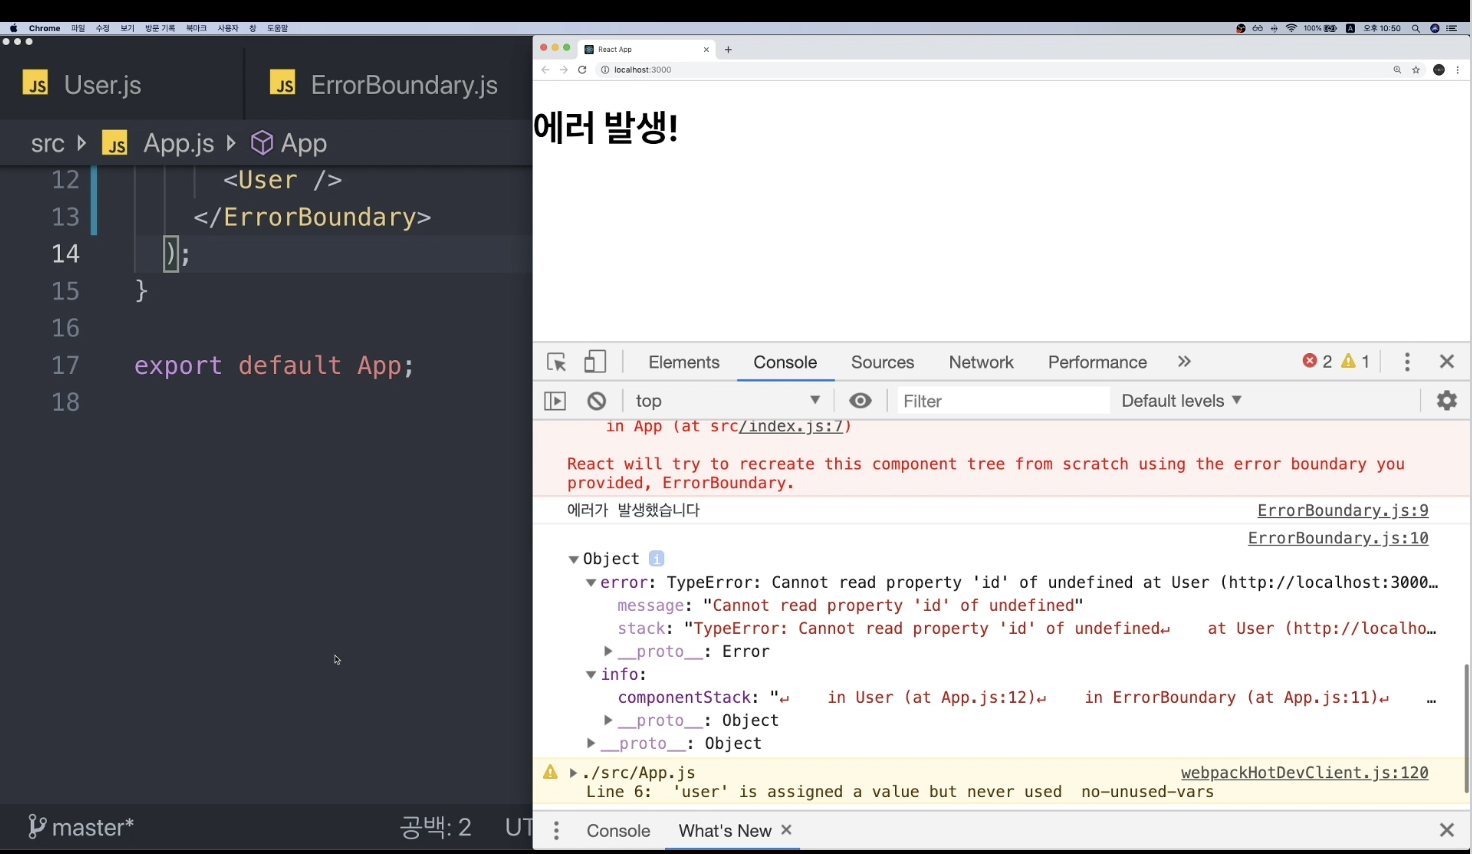 Chrome 파일 수정 보기 방문 기록 북마크 사용자 창 도움말
100% 오후 10:50
JS User.js
JS ErrorBoundary.js
src JS App.js App
12 <User />
13 </ErrorBoundary>
14 );
15 }
16
17 export default App;
18
master*
공백: 2
UT
React App
localhost:3000
에러 발생!
Elements Console Sources Network Performance 2 1
top Filter Default levels
in App (at src/index.js:7)
React will try to recreate this component tree from scratch using the error boundary you
provided, ErrorBoundary.
에러가 발생했습니다 ErrorBoundary.js:9
ErrorBoundary.js:10
Object i
error: TypeError: Cannot read property 'id' of undefined at User (http://localhost:3000…
message: "Cannot read property 'id' of undefined"
stack: "TypeError: Cannot read property 'id' of undefined↵ at User (http://localho…
__proto__: Error
info:
componentStack: "↵ in User (at App.js:12)↵ in ErrorBoundary (at App.js:11)↵ …
__proto__: Object
__proto__: Object
./src/App.js webpackHotDevClient.js:120
Line 6: 'user' is assigned a value but never used no-unused-vars
Console What's New